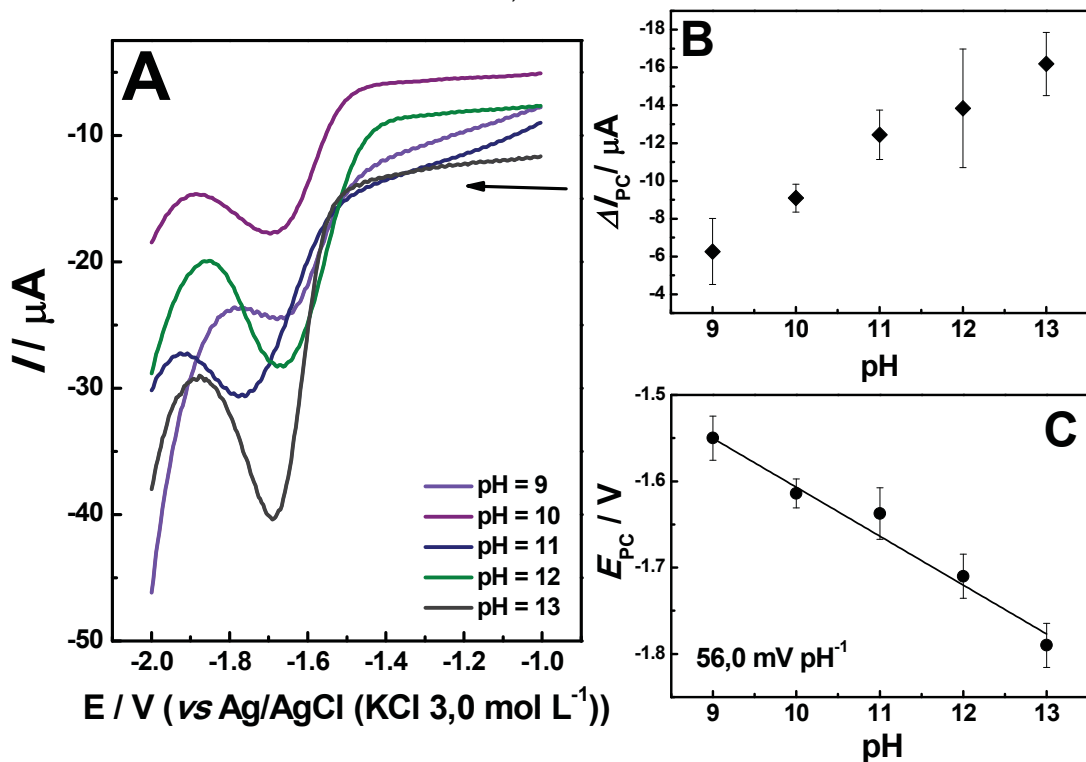 A
I / μA
-10
-20
-30
-40
-50
-2.0 -1.8 -1.6 -1.4 -1.2 -1.0
E / V (vs Ag/AgCl (KCl 3,0 mol L⁻¹))
pH = 9
pH = 10
pH = 11
pH = 12
pH = 13
B
ΔI_PC / μA
-18
-16
-14
-12
-10
-8
-6
-4
9 10 11 12 13
pH
C
E_PC / V
-1.5
-1.6
-1.7
-1.8
56,0 mV pH⁻¹
9 10 11 12 13
pH